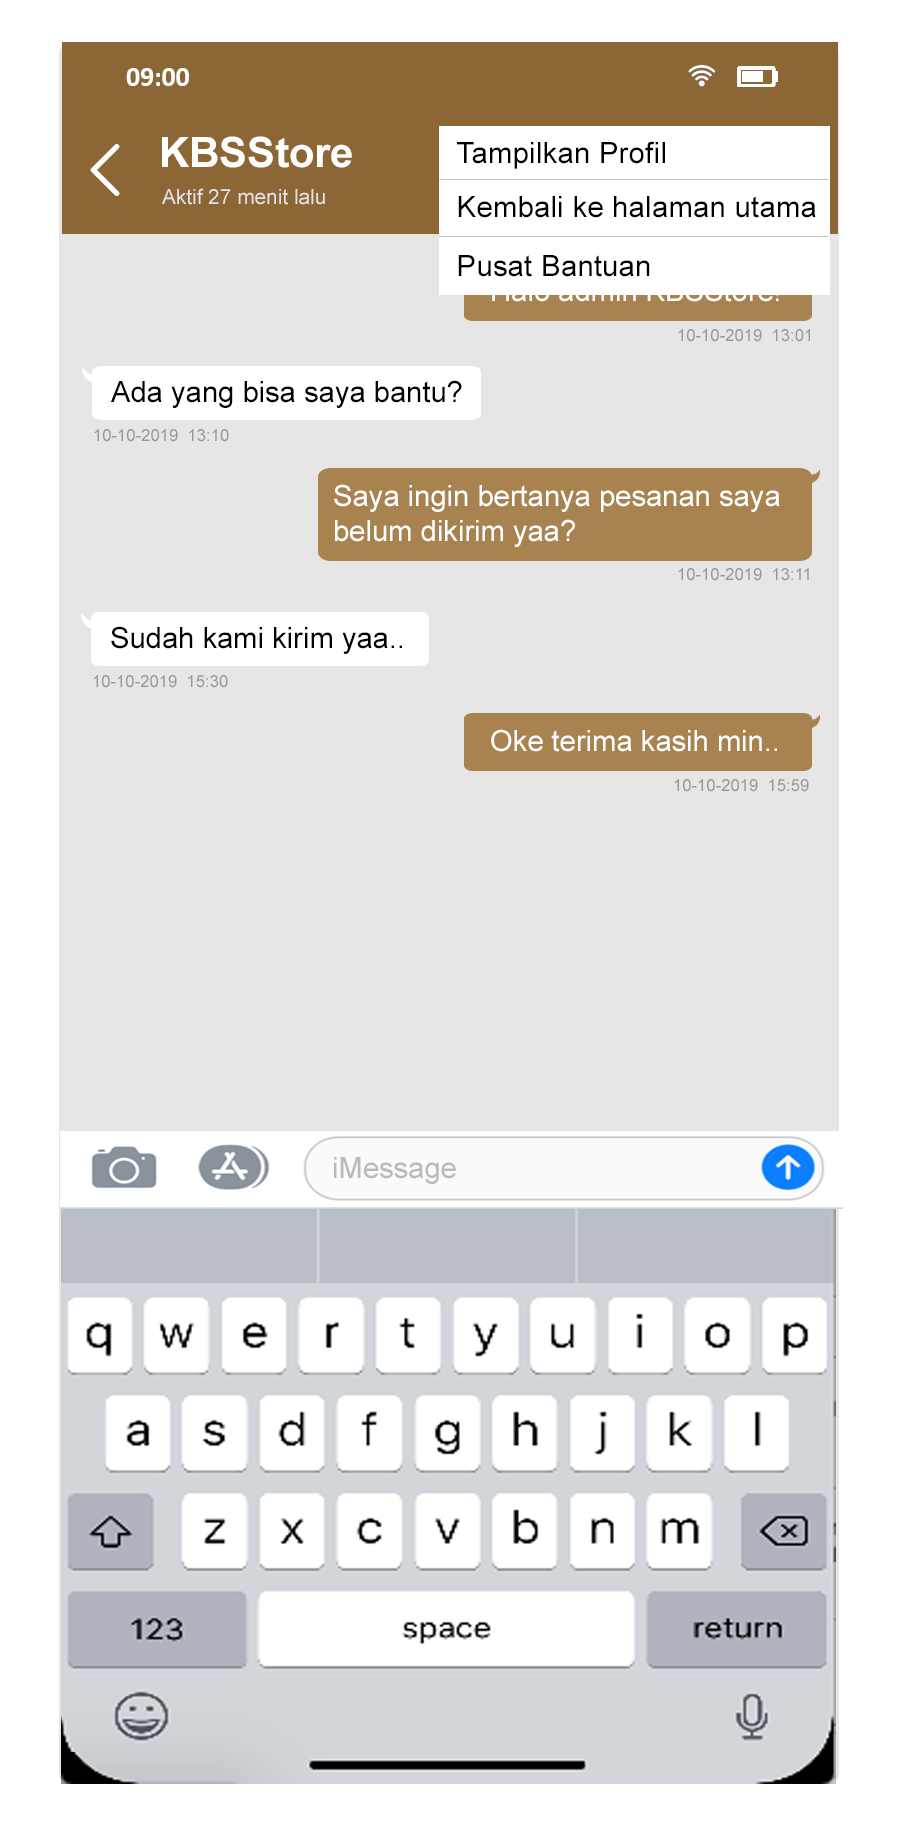 09:00
KBSStore
Aktif 27 menit lalu
Tampilkan Profil
Kembali ke halaman utama
Pusat Bantuan
Halo admin KBSStore!
10-10-2019 13:01
Ada yang bisa saya bantu?
10-10-2019 13:10
Saya ingin bertanya pesanan saya
belum dikirim yaa?
10-10-2019 13:11
Sudah kami kirim yaa..
10-10-2019 15:30
Oke terima kasih min..
10-10-2019 15:59
iMessage
q w e r t y u i o p
a s d f g h j k l
z x c v b n m
123 space return